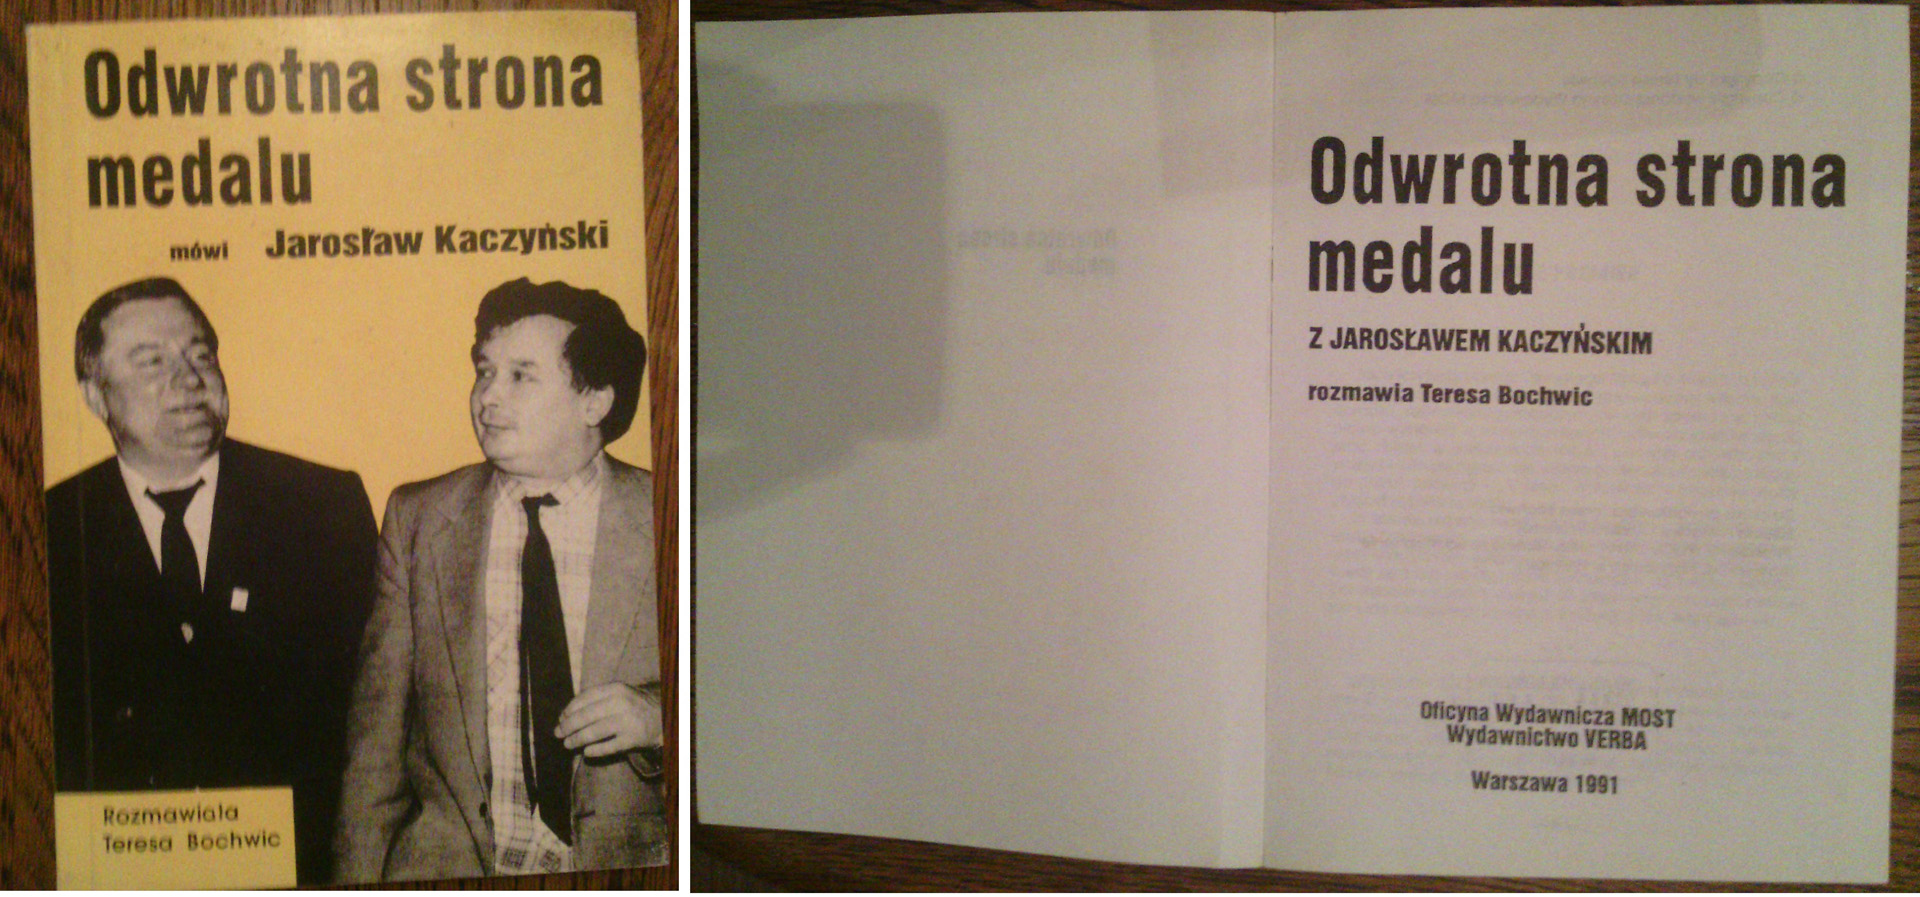 Odwrotna strona
medalu
mówi Jarosław Kaczyński
Rozmawiała
Teresa Bochwic
Odwrotna strona
medalu
Z JAROSŁAWEM KACZYŃSKIM
rozmawia Teresa Bochwic
Oficyna Wydawnicza MOST
Wydawnictwo VERBA
Warszawa 1991